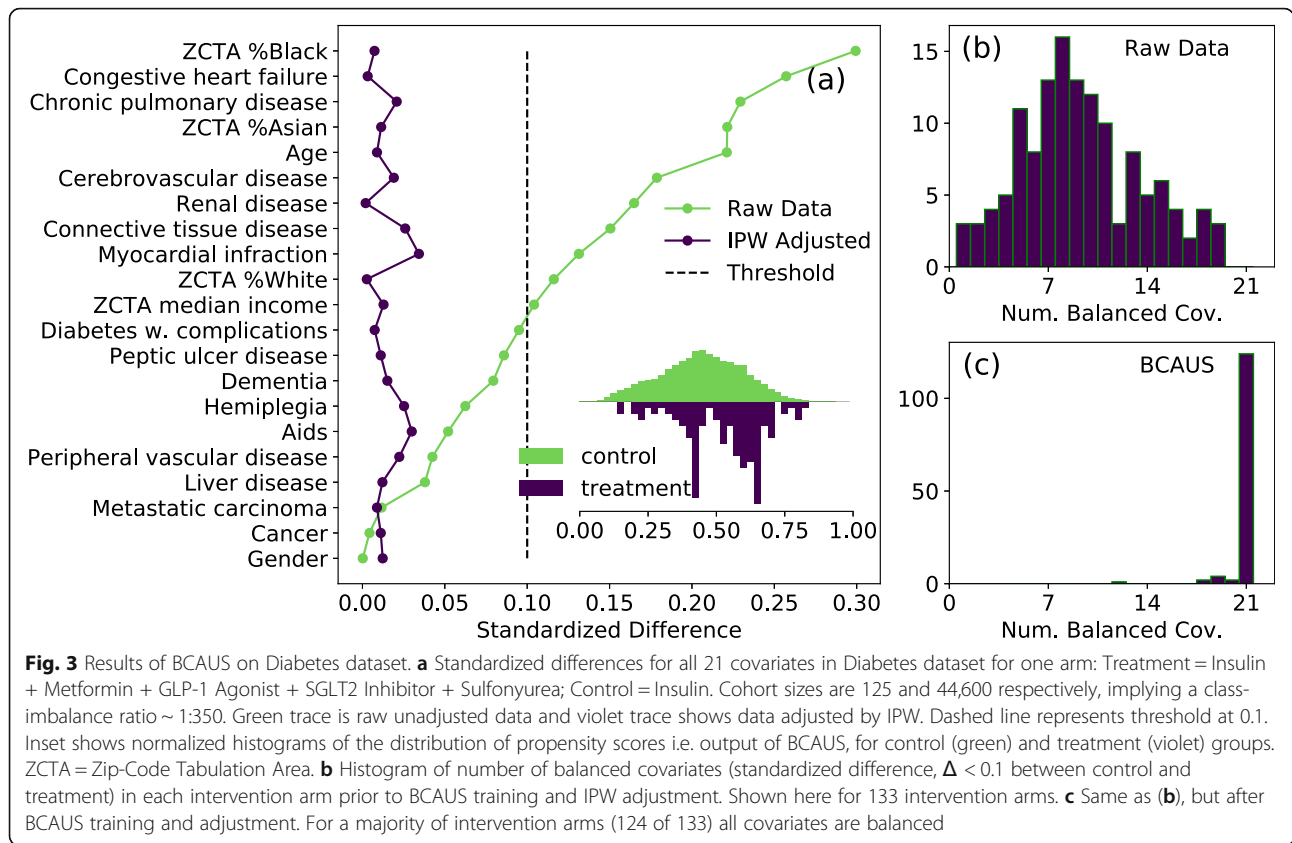 ZCTA %Black
Congestive heart failure
Chronic pulmonary disease
ZCTA %Asian
Age
Cerebrovascular disease
Renal disease
Connective tissue disease
Myocardial infraction
ZCTA %White
ZCTA median income
Diabetes w. complications
Peptic ulcer disease
Dementia
Hemiplegia
Aids
Peripheral vascular disease
Liver disease
Metastatic carcinoma
Cancer
Gender
(a)
Raw Data
IPW Adjusted
Threshold
control
treatment
0.00 0.25 0.50 0.75 1.00
0.00 0.05 0.10 0.15 0.20 0.25 0.30
Standardized Difference
(b)
Raw Data
15
10
5
0
0 7 14 21
Num. Balanced Cov.
(c)
BCAUS
100
50
0
0 7 14 21
Num. Balanced Cov.
Fig. 3 Results of BCAUS on Diabetes dataset. a Standardized differences for all 21 covariates in Diabetes dataset for one arm: Treatment = Insulin
+ Metformin + GLP-1 Agonist + SGLT2 Inhibitor + Sulfonyurea; Control = Insulin. Cohort sizes are 125 and 44,600 respectively, implying a class-
imbalance ratio ~ 1:350. Green trace is raw unadjusted data and violet trace shows data adjusted by IPW. Dashed line represents threshold at 0.1.
Inset shows normalized histograms of the distribution of propensity scores i.e. output of BCAUS, for control (green) and treatment (violet) groups.
ZCTA = Zip-Code Tabulation Area. b Histogram of number of balanced covariates (standardized difference, Δ < 0.1 between control and
treatment) in each intervention arm prior to BCAUS training and IPW adjustment. Shown here for 133 intervention arms. c Same as (b), but after
BCAUS training and adjustment. For a majority of intervention arms (124 of 133) all covariates are balanced